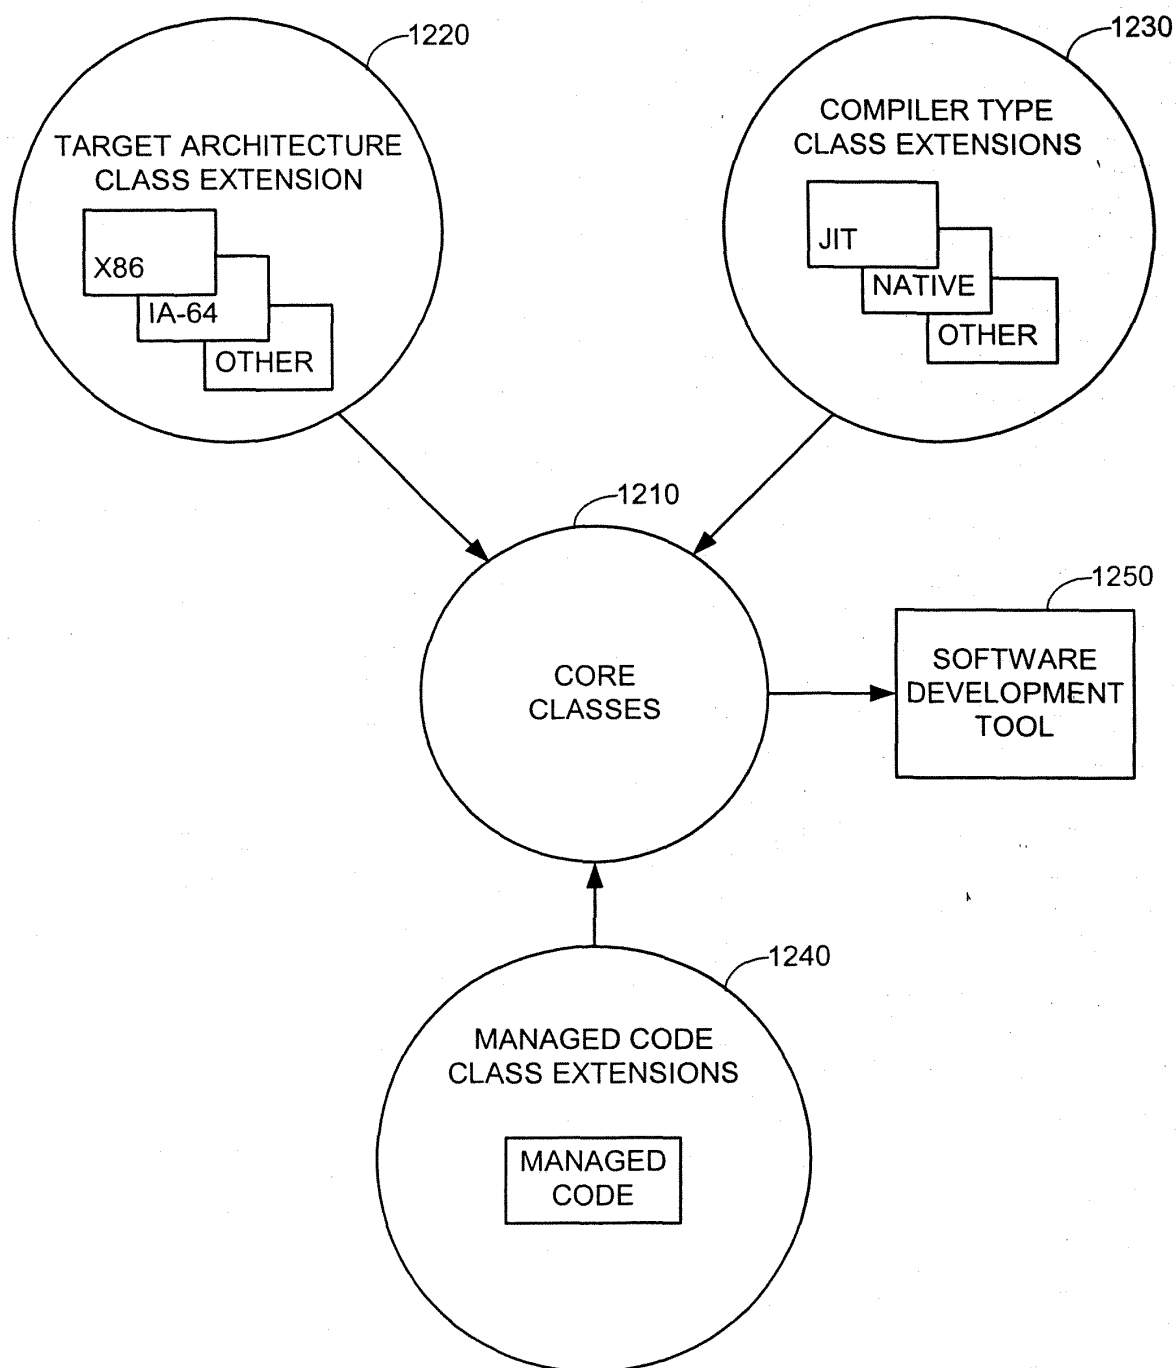 1220
TARGET ARCHITECTURE
CLASS EXTENSION
X86
IA-64
OTHER
1230
COMPILER TYPE
CLASS EXTENSIONS
JIT
NATIVE
OTHER
1210
CORE
CLASSES
1250
SOFTWARE
DEVELOPMENT
TOOL
1240
MANAGED CODE
CLASS EXTENSIONS
MANAGED
CODE